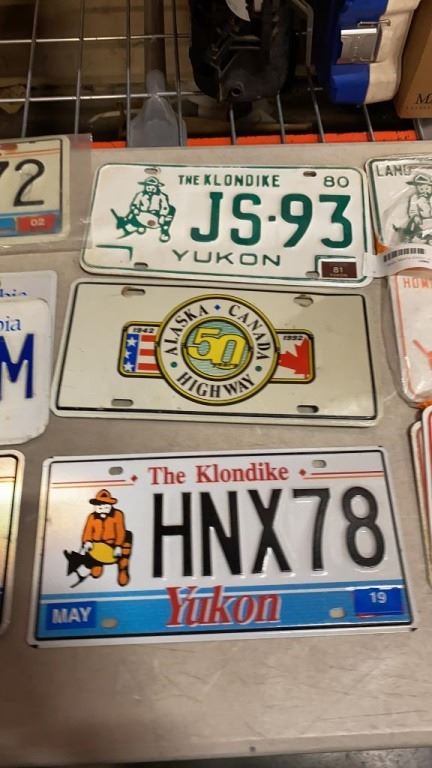 72
02
THE KLONDIKE 80
JS·93
YUKON
81
LAND
1942
ALASKA · CANADA
50
HIGHWAY
1992
M
The Klondike
HNX78
MAY
Yukon
19